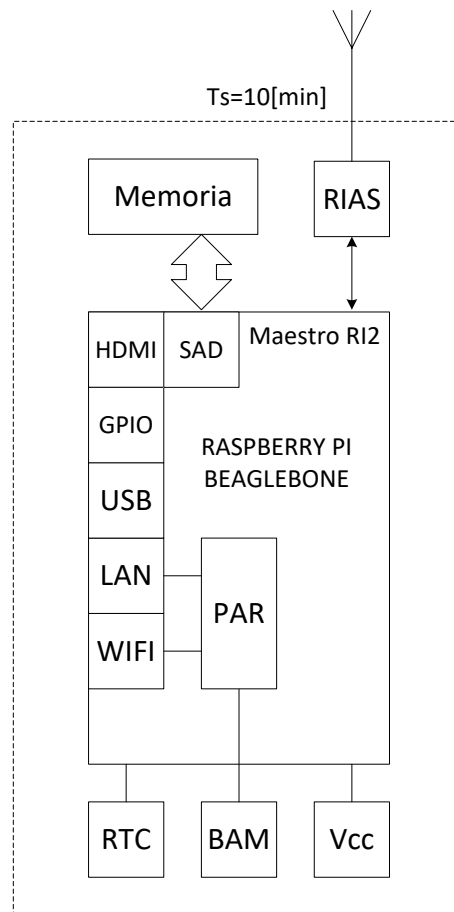 Ts=10[min]
Memoria
RIAS
HDMI
SAD
Maestro RI2
GPIO
RASPBERRY PI
BEAGLEBONE
USB
LAN
PAR
WIFI
RTC
BAM
Vcc